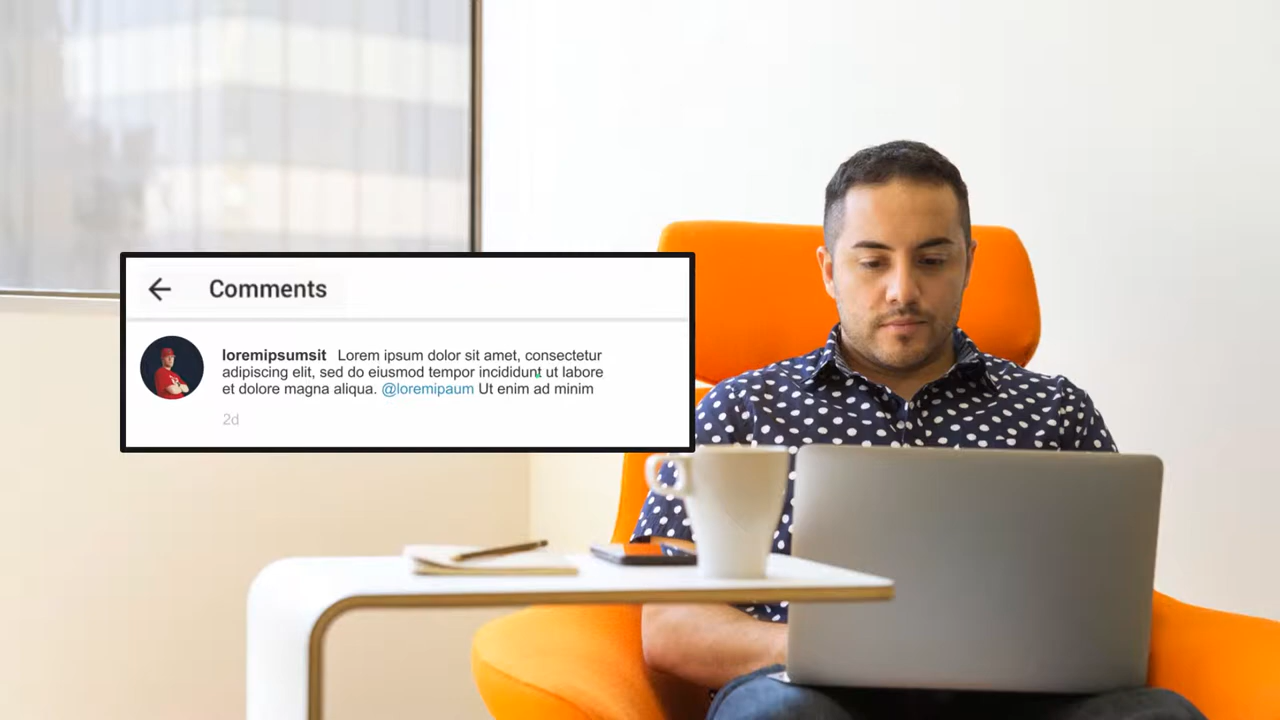 Comments
loremipsumsit Lorem ipsum dolor sit amet, consectetur
adipiscing elit, sed do eiusmod tempor incididunt ut labore
et dolore magna aliqua. @loremipaum Ut enim ad minim
2d